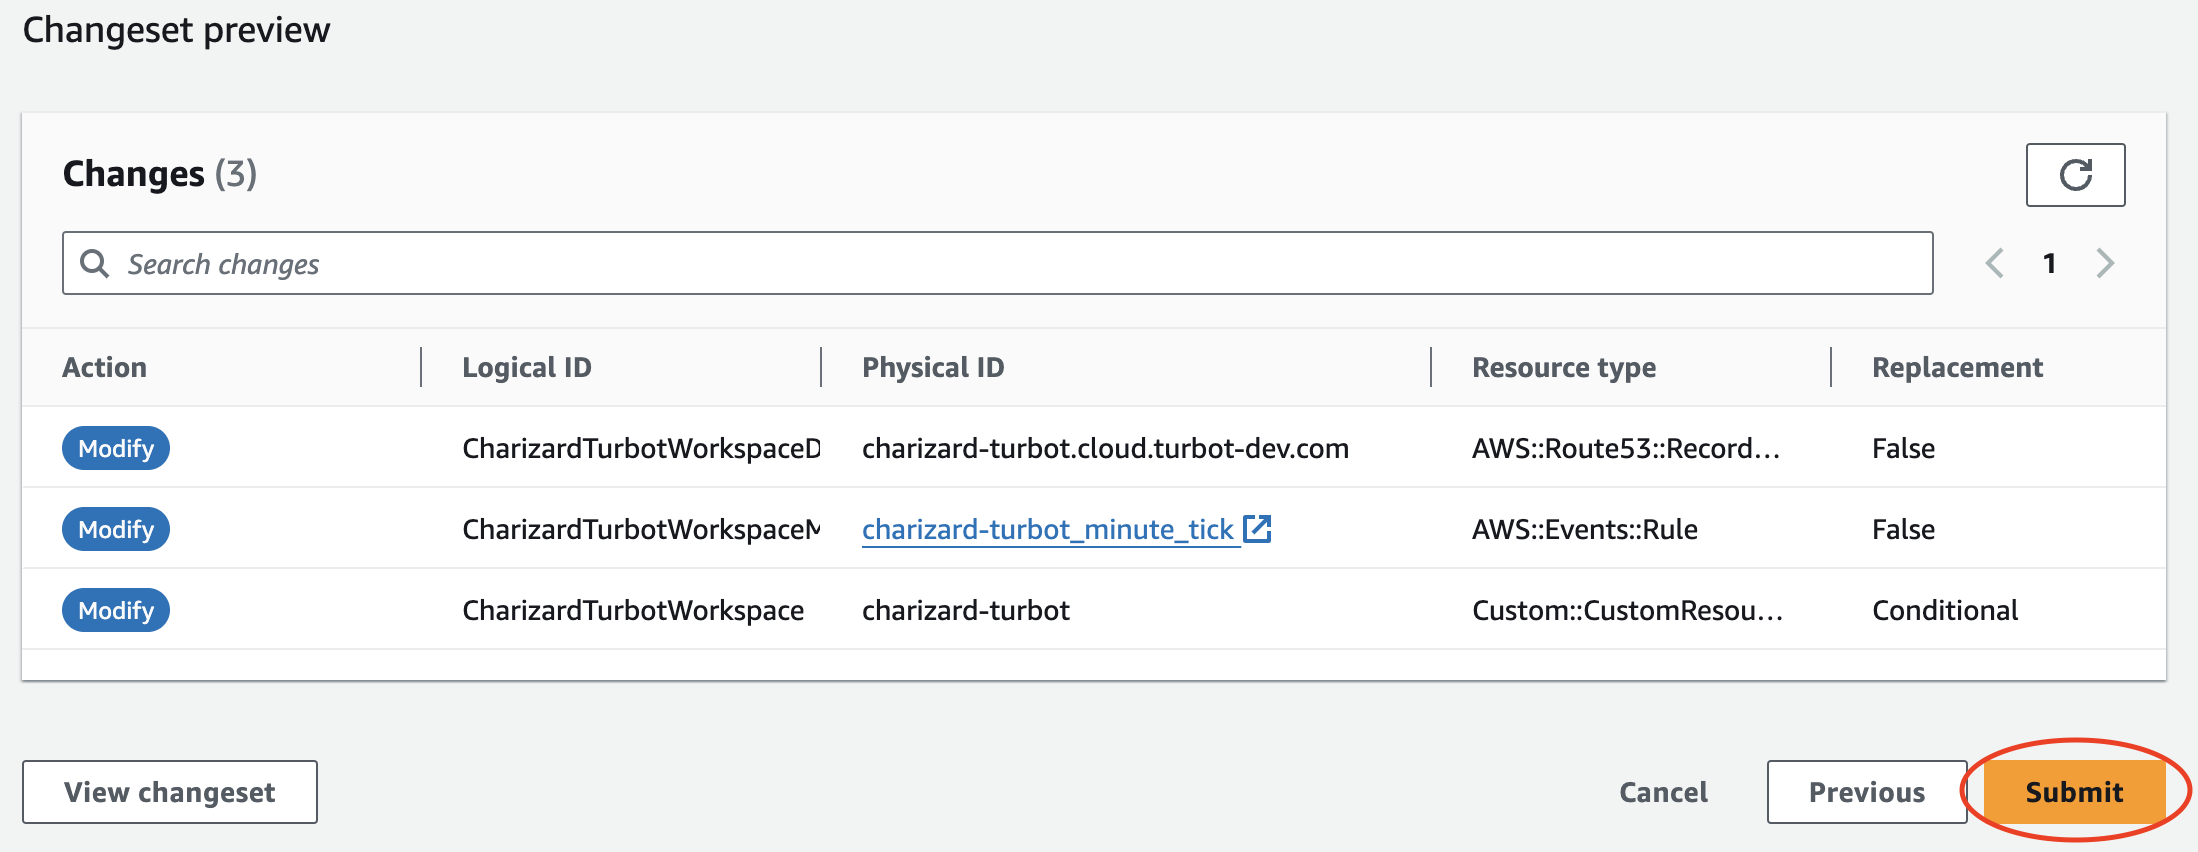 Changeset preview
Changes (3)
Search changes
1
Action Logical ID Physical ID Resource type Replacement
Modify CharizardTurbotWorkspaceD charizard-turbot.cloud.turbot-dev.com AWS::Route53::Record... False
Modify CharizardTurbotWorkspaceM charizard-turbot_minute_tick AWS::Events::Rule False
Modify CharizardTurbotWorkspace charizard-turbot Custom::CustomResou... Conditional
View changeset Cancel Previous Submit